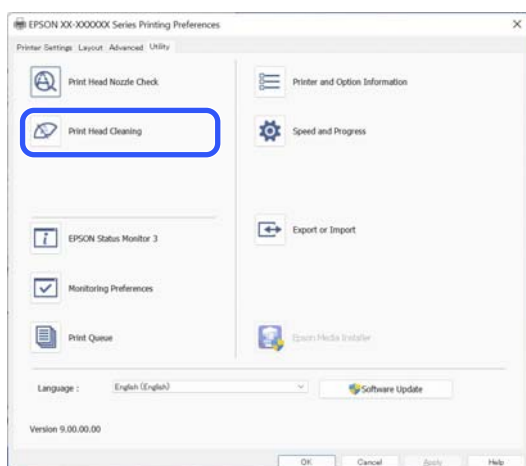 EPSON XX-XXXXXX Series Printing Preferences
Printer Settings Layout Advanced Utility
Print Head Nozzle Check
Printer and Option Information
Print Head Cleaning
Speed and Progress
EPSON Status Monitor 3
Export or Import
Monitoring Preferences
Print Queue
Epson Media Installer
Language : English (English) Software Update
Version 9.00.00.00
OK Cancel Apply Help